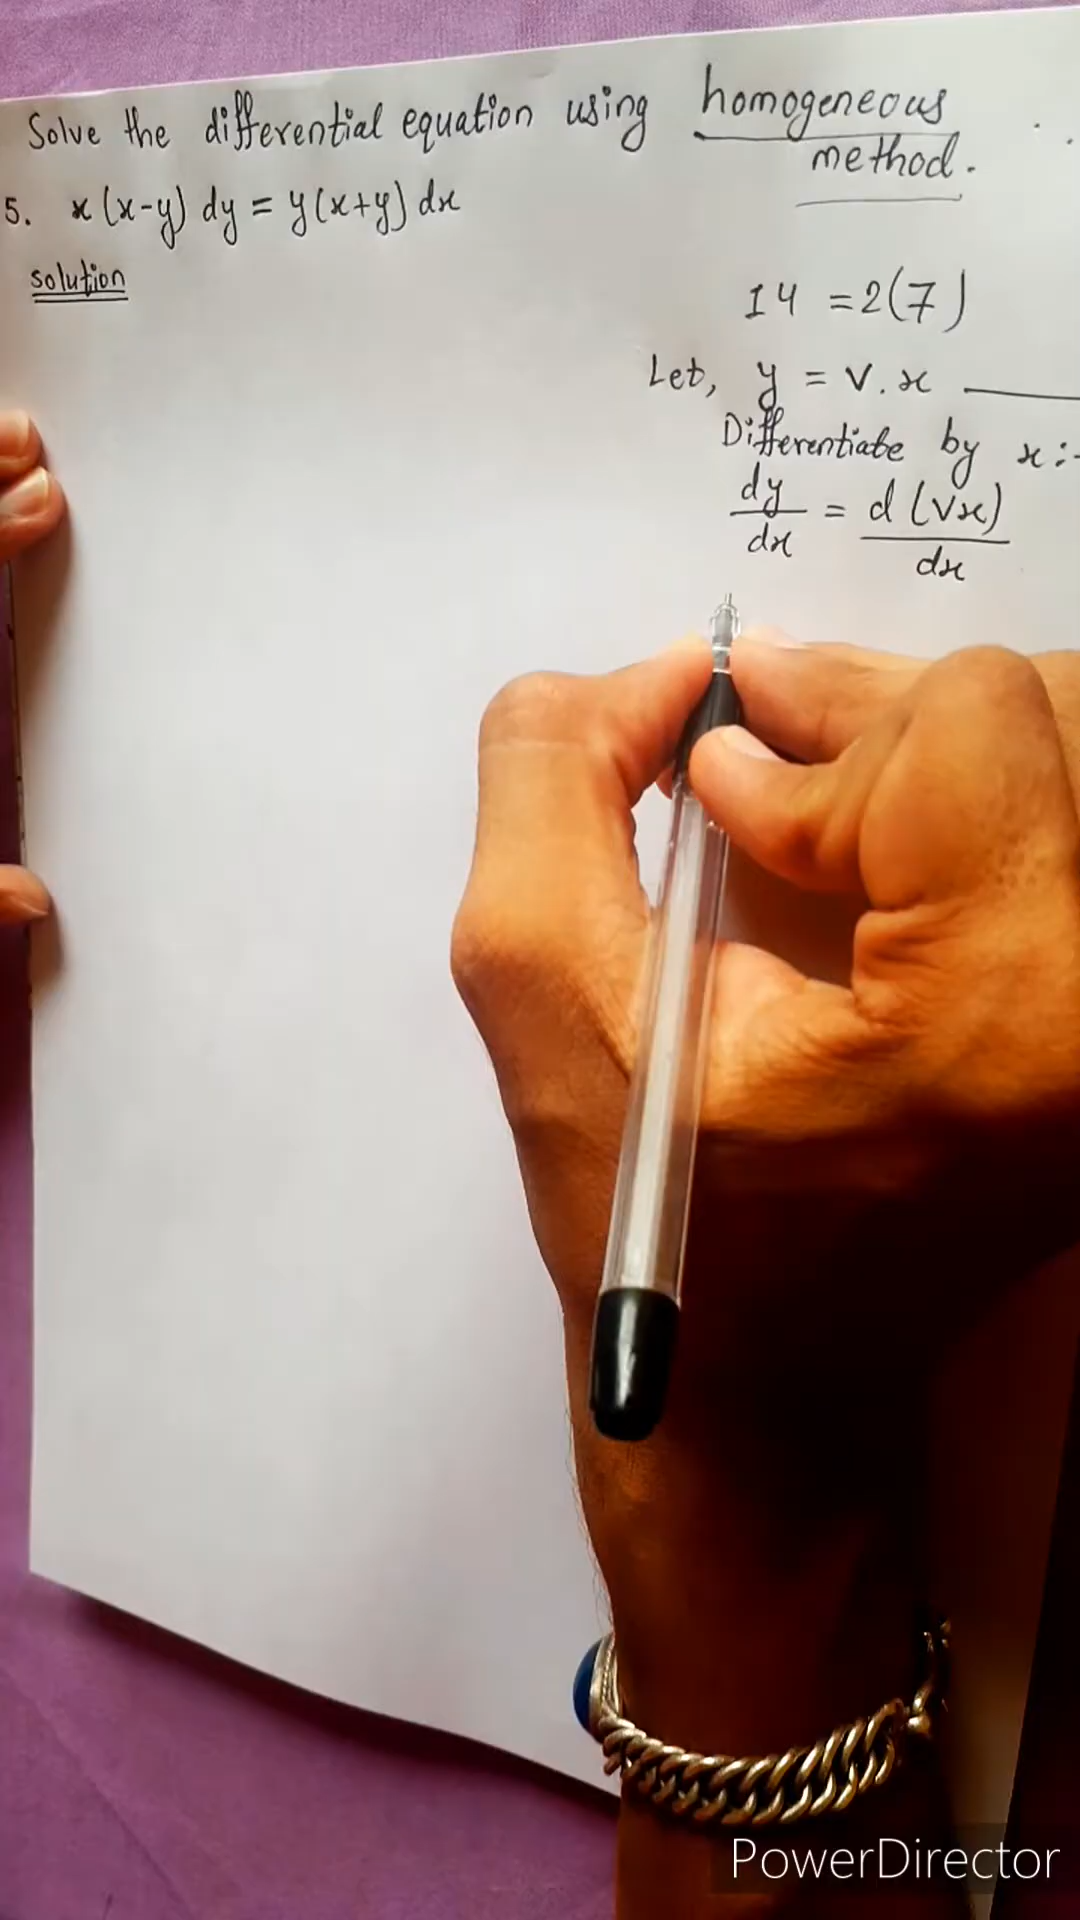 Solve the differential equation using homogeneous
method.
5. x(x-y) dy = y(x+y) dx
solution
14 = 2(7)
Let, y = v.x
Differentiate by x:-
dy/dx = d(vx)/dx
PowerDirector